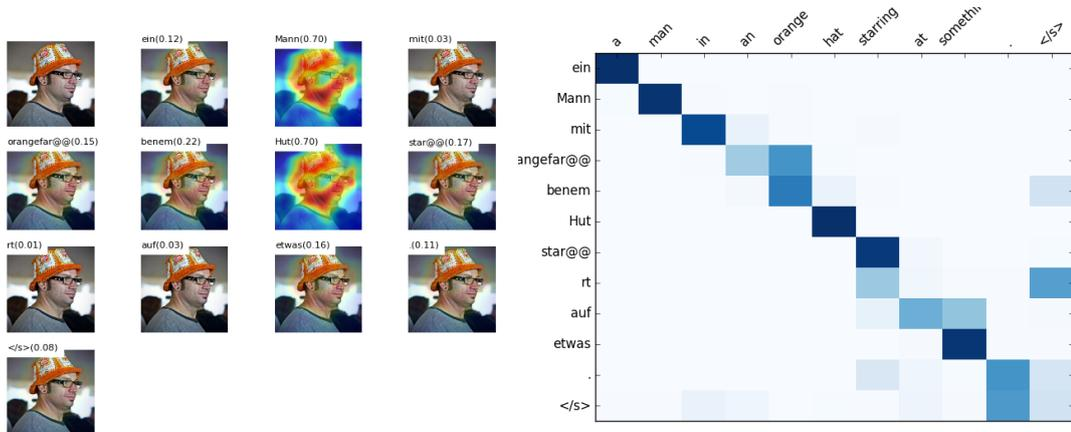 ein(0.12) Mann(0.70) mit(0.03)
orangefar@@(0.15) benem(0.22) Hut(0.70) star@@(0.17)
rt(0.01) auf(0.03) etwas(0.16) .(0.11)
</s>(0.08)
a man in an orange hat starring at somethi . </s>
ein
Mann
mit
angefar@@
benem
Hut
star@@
rt
auf
etwas
.
</s>